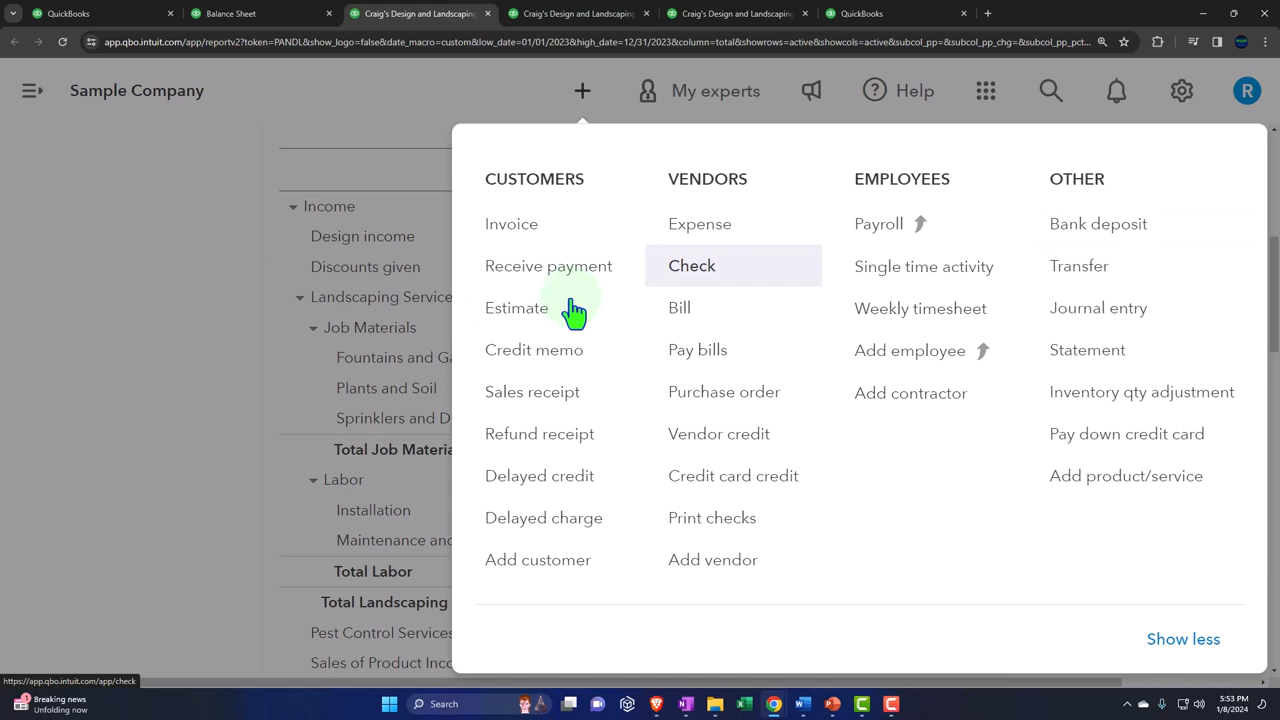 QuickBooks
Balance Sheet
Craig's Design and Landscaping
Craig's Design and Landscaping
Craig's Design and Landscaping
QuickBooks
app.qbo.intuit.com/app/reportv2?token=PANDL&show_logo=false&date_macro=custom&low_date=01/01/2023&high_date=12/31/2023&column=total&showrows=active&showcols=active&subcol_pp=&subcol_pp_chg=&subcol_pp_pct...
Sample Company
My experts
Help
R
CUSTOMERS
Invoice
Receive payment
Estimate
Credit memo
Sales receipt
Refund receipt
Delayed credit
Delayed charge
Add customer
VENDORS
Expense
Check
Bill
Pay bills
Purchase order
Vendor credit
Credit card credit
Print checks
Add vendor
EMPLOYEES
Payroll
Single time activity
Weekly timesheet
Add employee
Add contractor
OTHER
Bank deposit
Transfer
Journal entry
Statement
Inventory qty adjustment
Pay down credit card
Add product/service
Show less
Income
Design income
Discounts given
Landscaping Service
Job Materials
Fountains and Ga
Plants and Soil
Sprinklers and D
Total Job Materia
Labor
Installation
Maintenance and
Total Labor
Total Landscaping
Pest Control Services
Sales of Product Inco
https://app.qbo.intuit.com/app/check
Breaking news
Unfolding now
Search
5:53 PM
1/8/2024